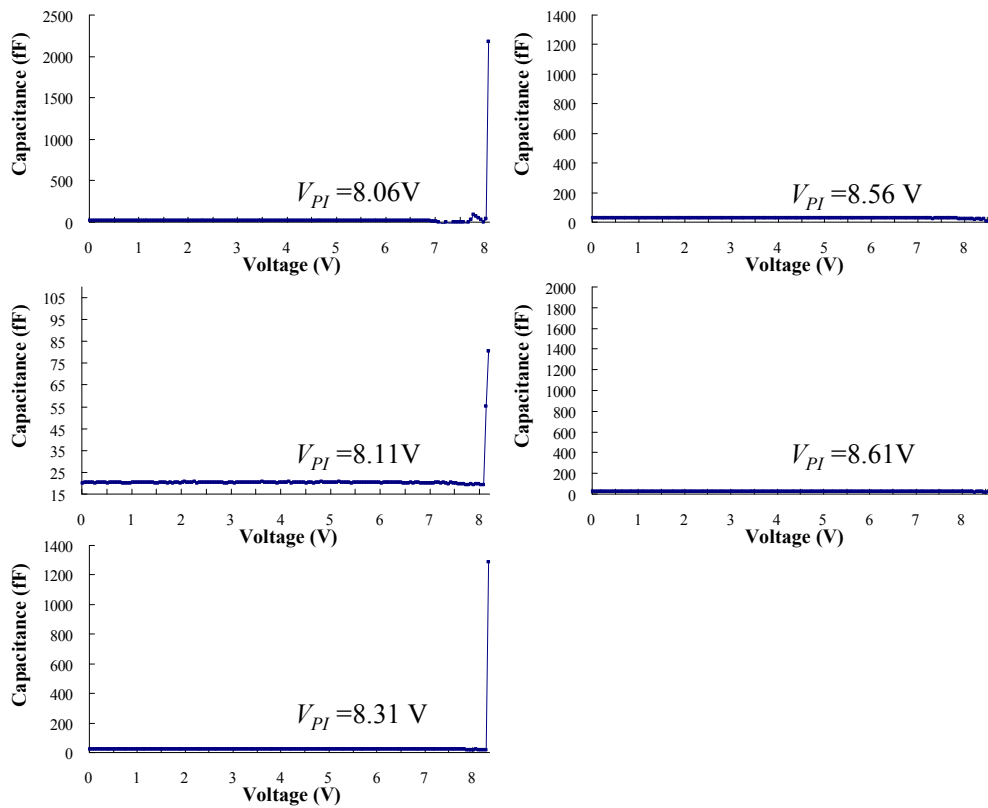 2500
2000
1500
1000
500
0
Capacitance (fF)
V_PI =8.06V
0 1 2 3 4 5 6 7 8
Voltage (V)
1400
1200
1000
800
600
400
200
0
Capacitance (fF)
V_PI =8.56 V
0 1 2 3 4 5 6 7 8
Voltage (V)
105
95
85
75
65
55
45
35
25
15
Capacitance (fF)
V_PI =8.11V
0 1 2 3 4 5 6 7 8
Voltage (V)
2000
1800
1600
1400
1200
1000
800
600
400
200
0
Capacitance (fF)
V_PI =8.61V
0 1 2 3 4 5 6 7 8
Voltage (V)
1400
1200
1000
800
600
400
200
0
Capacitance (fF)
V_PI =8.31 V
0 1 2 3 4 5 6 7 8
Voltage (V)